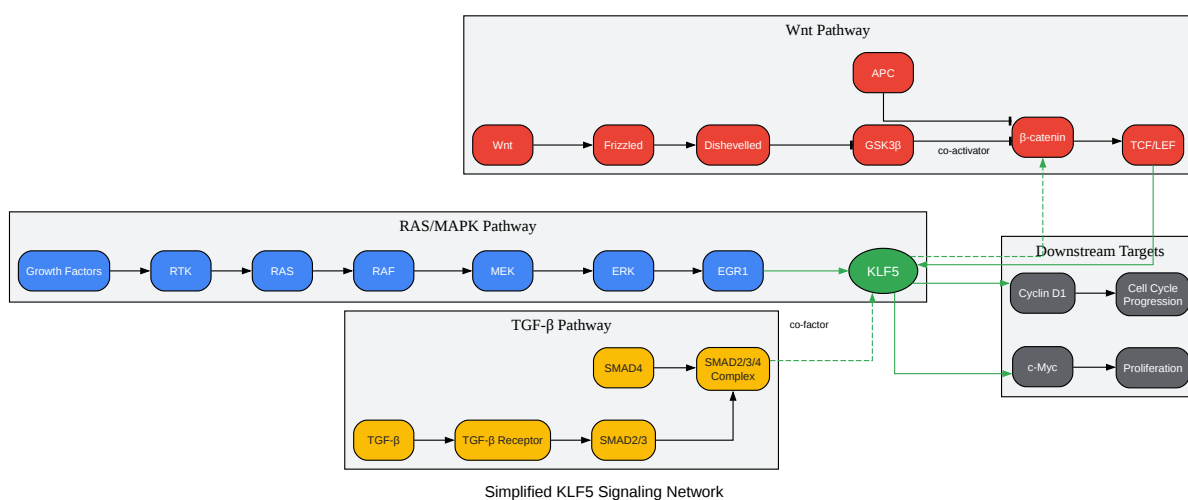 Wnt Pathway
APC
Wnt
Frizzled
Dishevelled
GSK3β
co-activator
β-catenin
TCF/LEF
RAS/MAPK Pathway
Growth Factors
RTK
RAS
RAF
MEK
ERK
EGR1
KLF5
Downstream Targets
Cyclin D1
Cell Cycle
Progression
c-Myc
Proliferation
TGF-β Pathway
co-factor
SMAD4
SMAD2/3/4
Complex
TGF-β
TGF-β Receptor
SMAD2/3
Simplified KLF5 Signaling Network